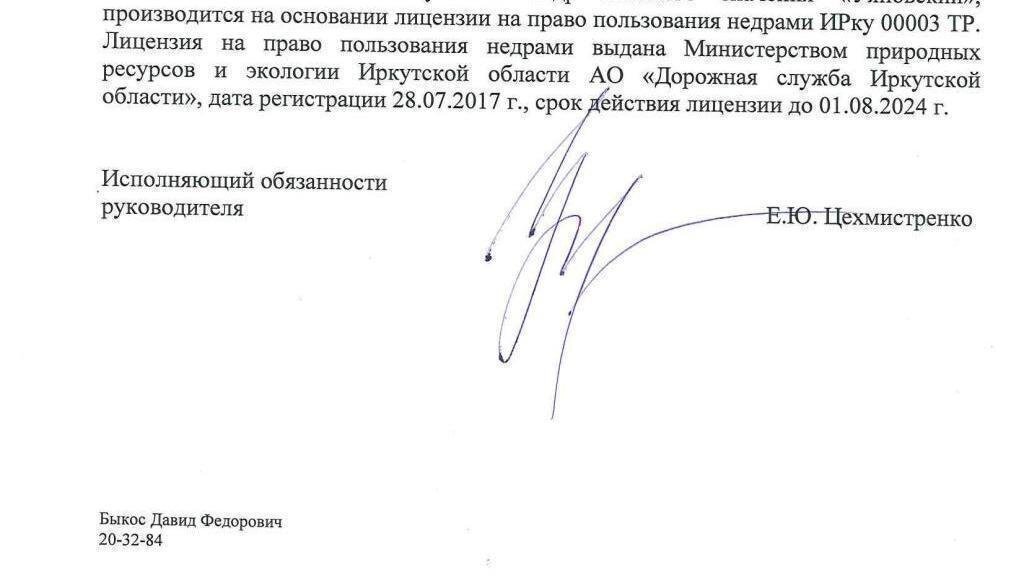 производится на основании лицензии на право пользования недрами ИРку 00003 ТР.
Лицензия на право пользования недрами выдана Министерством природных
ресурсов и экологии Иркутской области АО «Дорожная служба Иркутской
области», дата регистрации 28.07.2017 г., срок действия лицензии до 01.08.2024 г.
Исполняющий обязанности
руководителя
Е.Ю. Цехмистренко
Быкос Давид Федорович
20-32-84